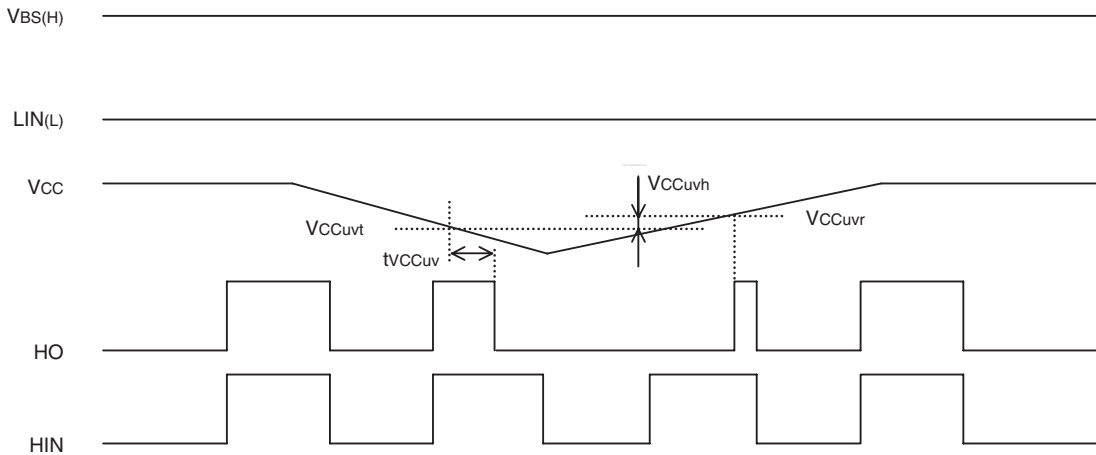 VBS(H)
LIN(L)
VCC
VCCuvh
VCCuvt
VCCuvr
tVCCuv
HO
HIN